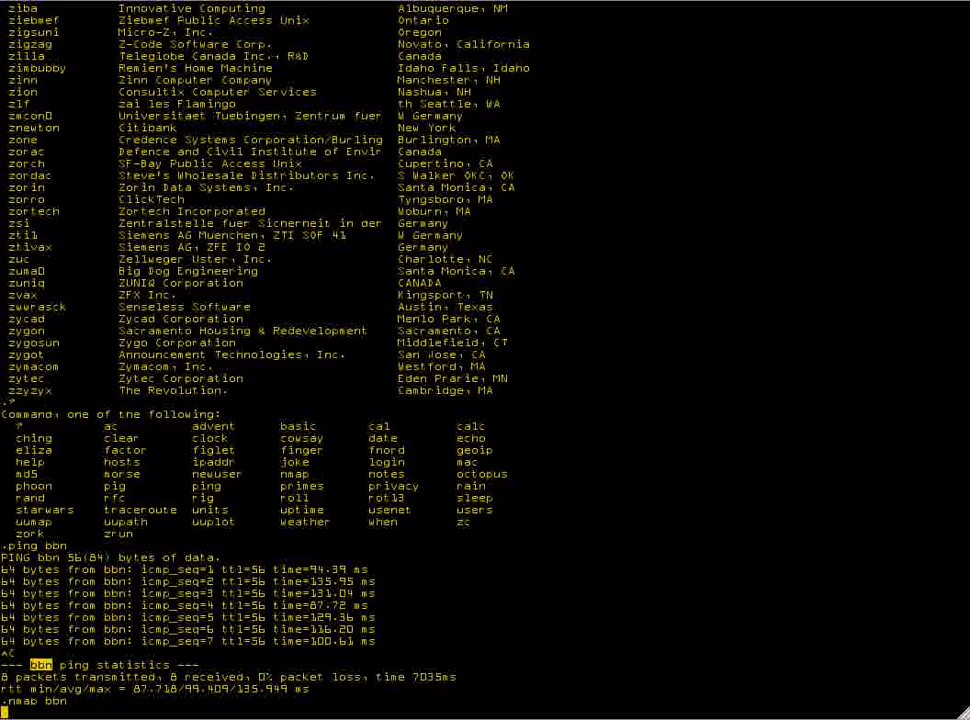 ziba Innovative Computing Albuquerque, NM
ziebmef Ziebmef Public Access Unix Ontario
zigsuni Micro-Z, Inc. Oregon
zigzag Z-Code Software Corp. Novato, California
zilla Teleglobe Canada Inc., R&D Canada
zimbubby Remien's Home Machine Idaho Falls, Idaho
zinn Zinn Computer Company Manchester, NH
zion Consultix Computer Services Nashua, NH
zlf zai les Flamingo th Seattle, WA
zmcon0 Universitaet Tuebingen, Zentrum fuer W Germany
znewton Citibank New York
zone Credence Systems Corporation/Burling Burlington, MA
zorac Defence and Civil Institute of Envir Canada
zorch SF-Bay Public Access Unix Cupertino, CA
zordac Steve's Wholesale Distributors Inc. S Walker OKC, OK
zorin Zorin Data Systems, Inc. Santa Monica, CA
zorro ClickTech Tyngsboro, MA
zortech Zortech Incorporated Woburn, MA
zsi Zentralstelle fuer Sicherheit in der Germany
ztil Siemens AG Muenchen, ZTI SOF 41 W Germany
ztivax Siemens AG, ZFE IO 2 Germany
zuc Zellweger Uster, Inc. Charlotte, NC
zuma0 Big Dog Engineering Santa Monica, CA
zuniq ZUNIQ Corporation CANADA
zvax ZFX Inc. Kingsport, TN
zwwrasck Senseless Software Austin, Texas
zycad Zycad Corporation Menlo Park, CA
zygon Sacramento Housing & Redevelopment Sacramento, CA
zygosun Zygo Corporation Middlefield, CT
zygot Announcement Technologies, Inc. San Jose, CA
zymacom Zymacom, Inc. Westford, MA
zytec Zytec Corporation Eden Prarie, MN
zzyzyx The Revolution. Cambridge, MA
.?
Command, one of the following:
? ac advent basic cal calc
ching clear clock cowsay date echo
eliza factor figlet finger fnord geoip
help hosts ipaddr joke login mac
md5 morse newuser nmap notes octopus
phoon pig ping primes privacy rain
rand rfc rig roll rot13 sleep
starwars traceroute units uptime usenet users
uumap uupath uuplot weather when zc
zork zrun
.ping bbn
PING bbn 56(84) bytes of data.
64 bytes from bbn: icmp_seq=1 ttl=56 time=94.39 ms
64 bytes from bbn: icmp_seq=2 ttl=56 time=135.95 ms
64 bytes from bbn: icmp_seq=3 ttl=56 time=131.04 ms
64 bytes from bbn: icmp_seq=4 ttl=56 time=87.72 ms
64 bytes from bbn: icmp_seq=5 ttl=56 time=129.36 ms
64 bytes from bbn: icmp_seq=6 ttl=56 time=116.20 ms
64 bytes from bbn: icmp_seq=7 ttl=56 time=100.61 ms
^C
--- bbn ping statistics ---
8 packets transmitted, 8 received, 0% packet loss, time 7035ms
rtt min/avg/max = 87.718/99.409/135.949 ms
.nmap bbn